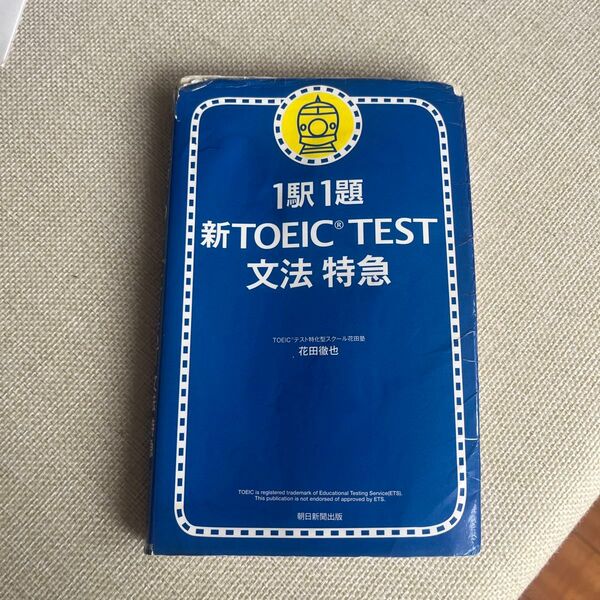 1駅1題
新TOEIC® TEST
文法 特急
TOEIC®テスト特化型スクール花田塾
花田徹也
TOEIC is registered trademark of Educational Testing Service(ETS).
This publication is not endorsed of approved by ETS.
朝日新聞出版